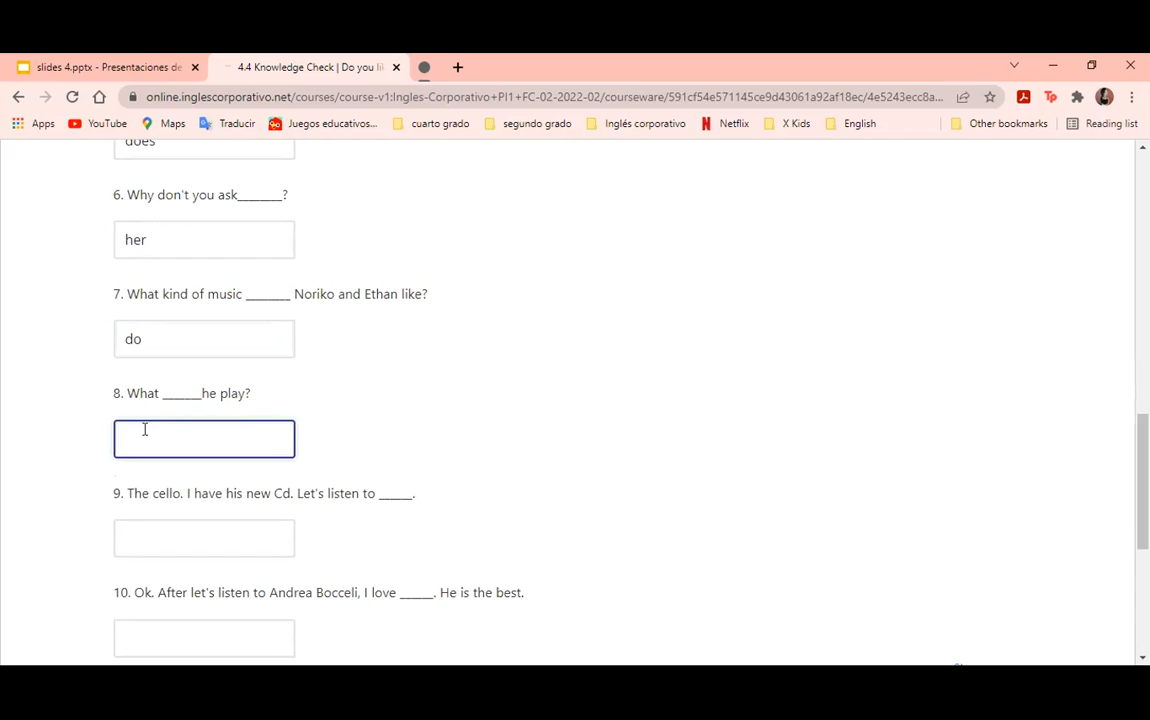 slides 4.pptx - Presentaciones de
4.4 Knowledge Check | Do you li
online.inglescorporativo.net/courses/course-v1:Ingles-Corporativo+PI1+FC-02-2022-02/courseware/591cf54e571145ce9d43061a92af18ec/4e5243ecc8a...
Apps YouTube Maps Traducir Juegos educativos... cuarto grado segundo grado Inglés corporativo Netflix X Kids English Other bookmarks Reading list
does
6. Why don't you ask_______?
her
7. What kind of music _______ Noriko and Ethan like?
do
8. What ______he play?
9. The cello. I have his new Cd. Let's listen to _____.
10. Ok. After let's listen to Andrea Bocceli, I love _____. He is the best.